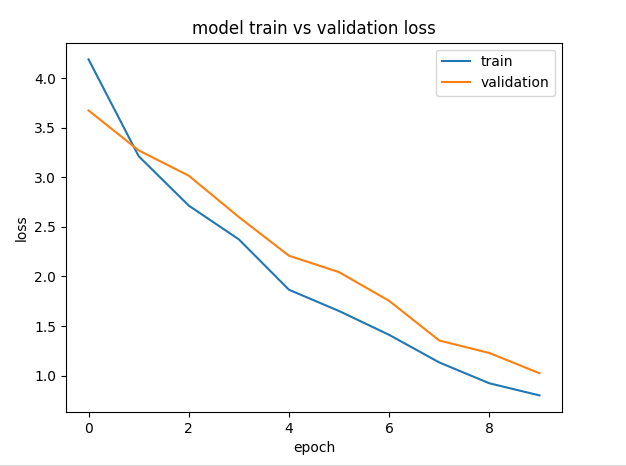 model train vs validation loss
train
validation
loss
4.0
3.5
3.0
2.5
2.0
1.5
1.0
0 2 4 6 8
epoch